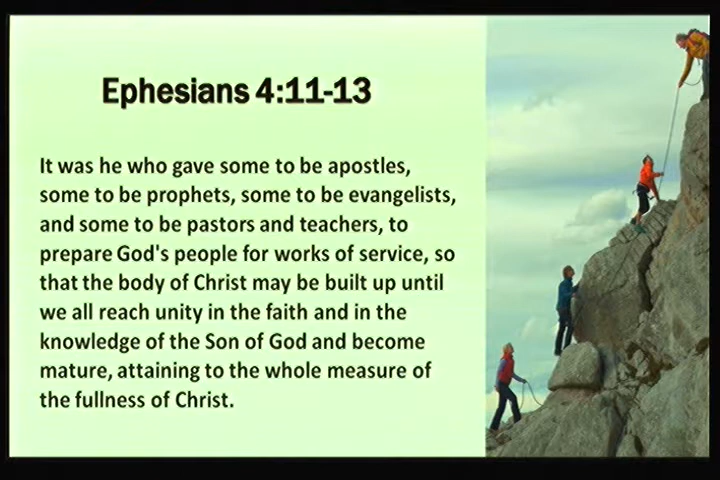 Ephesians 4:11-13
It was he who gave some to be apostles,
some to be prophets, some to be evangelists,
and some to be pastors and teachers, to
prepare God's people for works of service, so
that the body of Christ may be built up until
we all reach unity in the faith and in the
knowledge of the Son of God and become
mature, attaining to the whole measure of
the fullness of Christ.